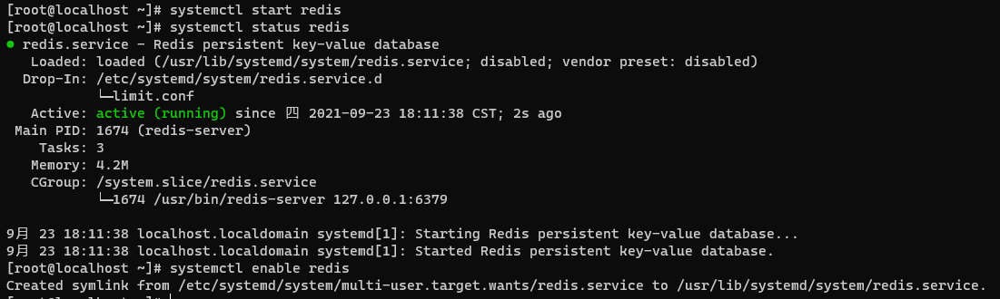 [root@localhost ~]# systemctl start redis
[root@localhost ~]# systemctl status redis
● redis.service - Redis persistent key-value database
   Loaded: loaded (/usr/lib/systemd/system/redis.service; disabled; vendor preset: disabled)
  Drop-In: /etc/systemd/system/redis.service.d
           └─limit.conf
   Active: active (running) since 四 2021-09-23 18:11:38 CST; 2s ago
 Main PID: 1674 (redis-server)
    Tasks: 3
   Memory: 4.2M
   CGroup: /system.slice/redis.service
           └─1674 /usr/bin/redis-server 127.0.0.1:6379

9月 23 18:11:38 localhost.localdomain systemd[1]: Starting Redis persistent key-value database...
9月 23 18:11:38 localhost.localdomain systemd[1]: Started Redis persistent key-value database.
[root@localhost ~]# systemctl enable redis
Created symlink from /etc/systemd/system/multi-user.target.wants/redis.service to /usr/lib/systemd/system/redis.service.